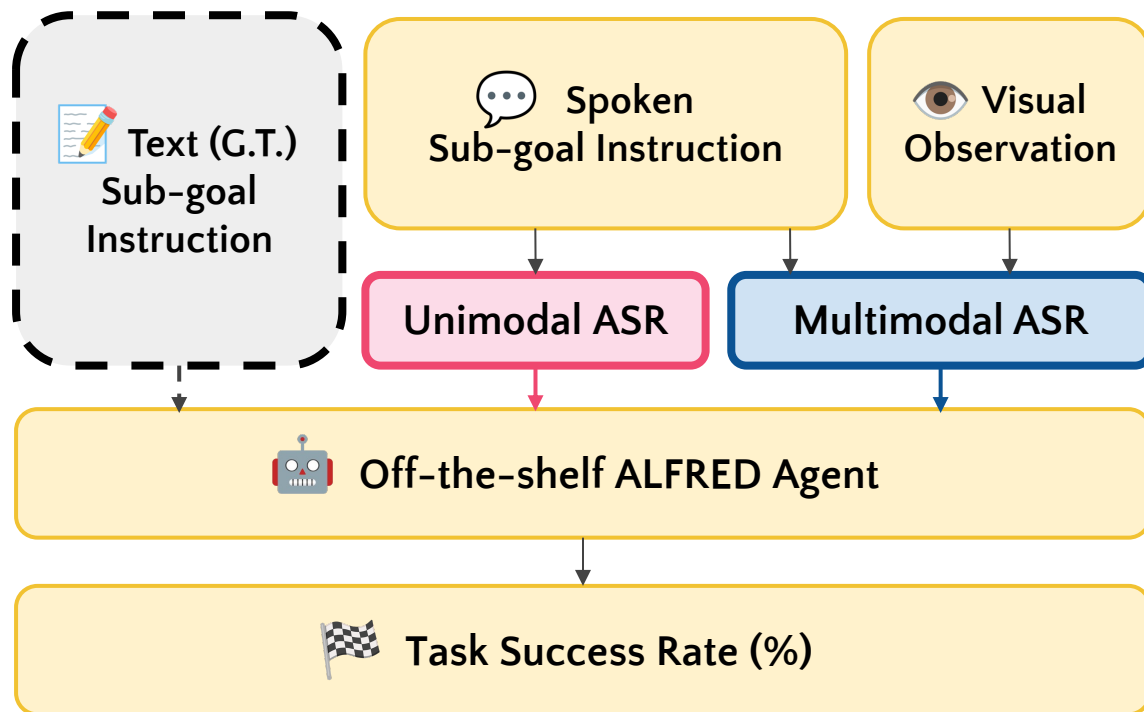 Text (G.T.)
Sub-goal
Instruction
Spoken
Sub-goal Instruction
Visual
Observation
Unimodal ASR
Multimodal ASR
Off-the-shelf ALFRED Agent
Task Success Rate (%)